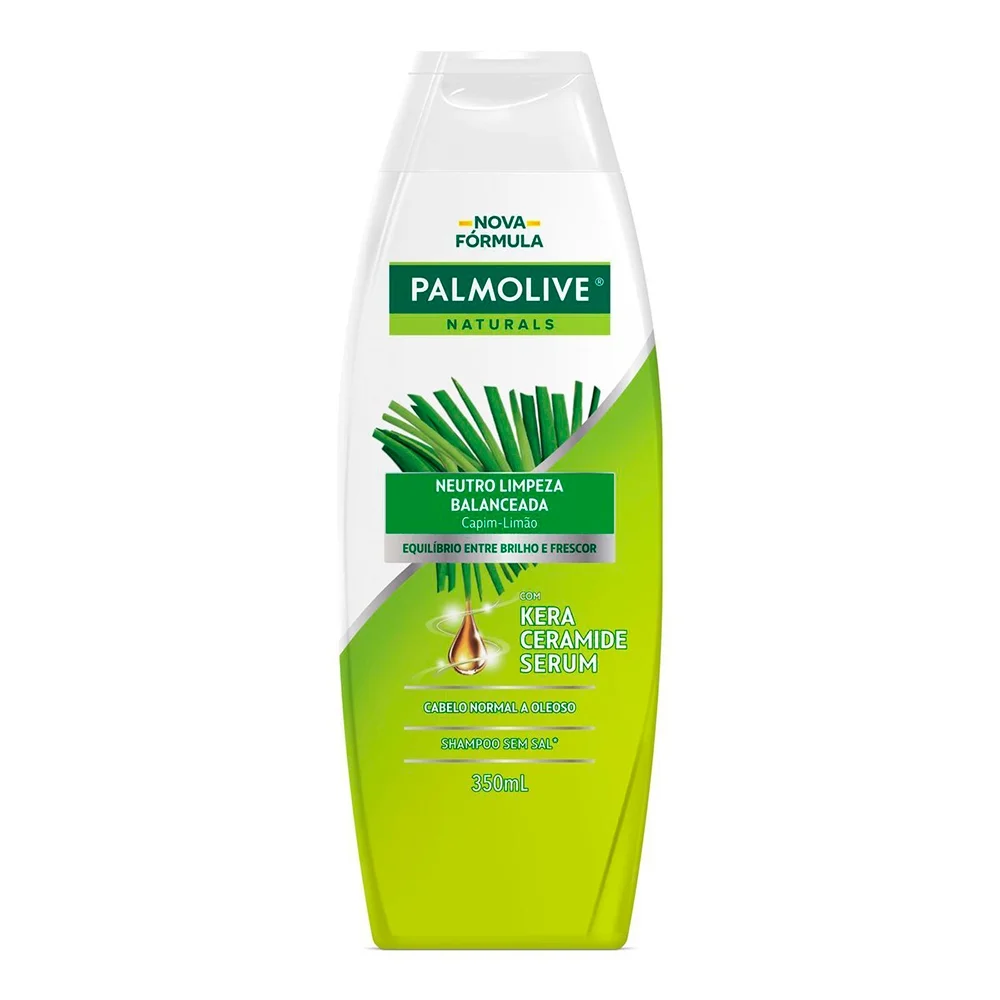 NOVA
FÓRMULA
PALMOLIVE®
NATURALS
NEUTRO LIMPEZA
BALANCEADA
Capim-Limão
EQUILÍBRIO ENTRE BRILHO E FRESCOR
COM
KERA
CERAMIDE
SERUM
CABELO NORMAL A OLEOSO
SHAMPOO SEM SAL*
350mL